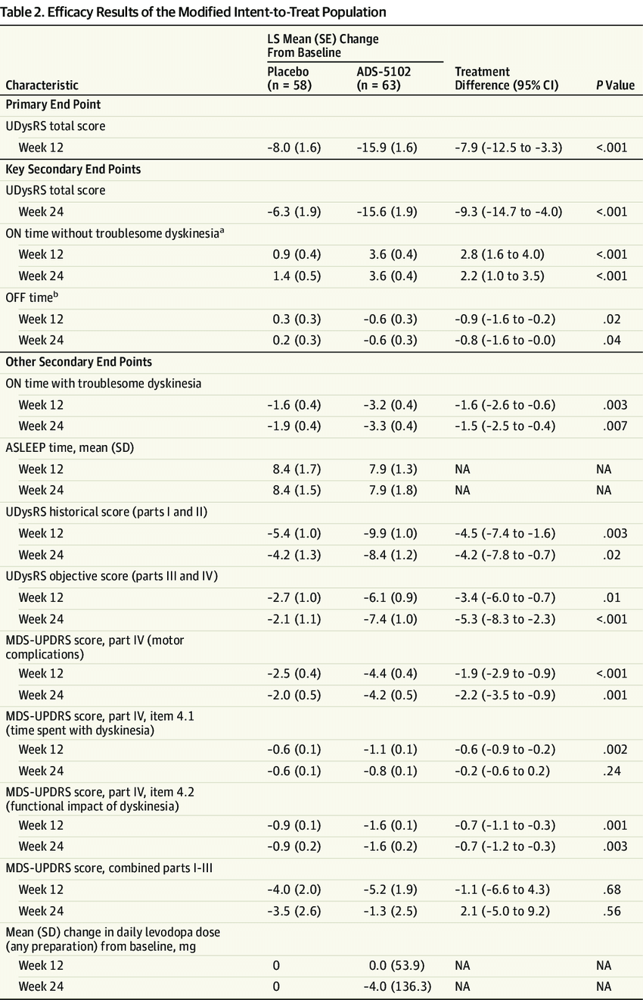 Table 2. Efficacy Results of the Modified Intent-to-Treat Population
LS Mean (SE) Change
From Baseline
Characteristic Placebo (n = 58) ADS-5102 (n = 63) Treatment Difference (95% CI) P Value
Primary End Point
UDysRS total score
Week 12 -8.0 (1.6) -15.9 (1.6) -7.9 (-12.5 to -3.3) <.001
Key Secondary End Points
UDysRS total score
Week 24 -6.3 (1.9) -15.6 (1.9) -9.3 (-14.7 to -4.0) <.001
ON time without troublesome dyskinesiaᵃ
Week 12 0.9 (0.4) 3.6 (0.4) 2.8 (1.6 to 4.0) <.001
Week 24 1.4 (0.5) 3.6 (0.4) 2.2 (1.0 to 3.5) <.001
OFF timeᵇ
Week 12 0.3 (0.3) -0.6 (0.3) -0.9 (-1.6 to -0.2) .02
Week 24 0.2 (0.3) -0.6 (0.3) -0.8 (-1.6 to -0.0) .04
Other Secondary End Points
ON time with troublesome dyskinesia
Week 12 -1.6 (0.4) -3.2 (0.4) -1.6 (-2.6 to -0.6) .003
Week 24 -1.9 (0.4) -3.3 (0.4) -1.5 (-2.5 to -0.4) .007
ASLEEP time, mean (SD)
Week 12 8.4 (1.7) 7.9 (1.3) NA NA
Week 24 8.4 (1.5) 7.9 (1.8) NA NA
UDysRS historical score (parts I and II)
Week 12 -5.4 (1.0) -9.9 (1.0) -4.5 (-7.4 to -1.6) .003
Week 24 -4.2 (1.3) -8.4 (1.2) -4.2 (-7.8 to -0.7) .02
UDysRS objective score (parts III and IV)
Week 12 -2.7 (1.0) -6.1 (0.9) -3.4 (-6.0 to -0.7) .01
Week 24 -2.1 (1.1) -7.4 (1.0) -5.3 (-8.3 to -2.3) <.001
MDS-UPDRS score, part IV (motor
complications)
Week 12 -2.5 (0.4) -4.4 (0.4) -1.9 (-2.9 to -0.9) <.001
Week 24 -2.0 (0.5) -4.2 (0.5) -2.2 (-3.5 to -0.9) .001
MDS-UPDRS score, part IV, item 4.1
(time spent with dyskinesia)
Week 12 -0.6 (0.1) -1.1 (0.1) -0.6 (-0.9 to -0.2) .002
Week 24 -0.6 (0.1) -0.8 (0.1) -0.2 (-0.6 to 0.2) .24
MDS-UPDRS score, part IV, item 4.2
(functional impact of dyskinesia)
Week 12 -0.9 (0.1) -1.6 (0.1) -0.7 (-1.1 to -0.3) .001
Week 24 -0.9 (0.2) -1.6 (0.2) -0.7 (-1.2 to -0.3) .003
MDS-UPDRS score, combined parts I-III
Week 12 -4.0 (2.0) -5.2 (1.9) -1.1 (-6.6 to 4.3) .68
Week 24 -3.5 (2.6) -1.3 (2.5) 2.1 (-5.0 to 9.2) .56
Mean (SD) change in daily levodopa dose
(any preparation) from baseline, mg
Week 12 0 0.0 (53.9) NA NA
Week 24 0 -4.0 (136.3) NA NA